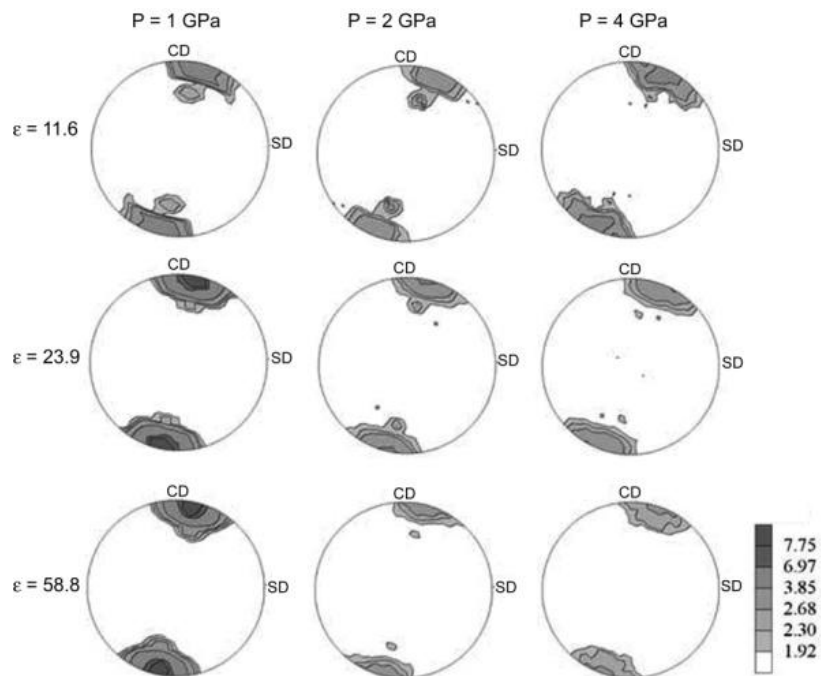 P = 1 GPa P = 2 GPa P = 4 GPa
CD CD CD
ε = 11.6 SD SD SD
CD CD CD
ε = 23.9 SD SD SD
CD CD CD
ε = 58.8 SD SD SD
7.75
6.97
3.85
2.68
2.30
1.92